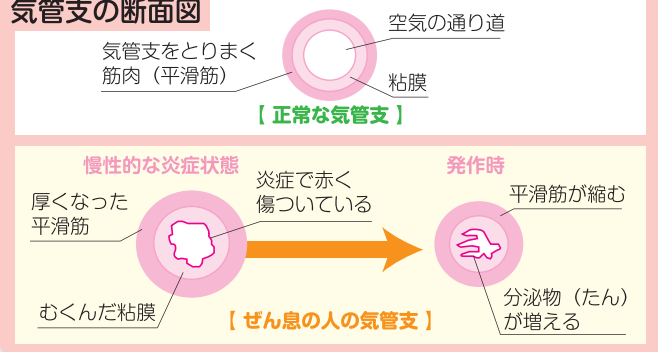 気管支の断面図
空気の通り道
気管支をとりまく
筋肉（平滑筋）
粘膜
【 正常な気管支 】
慢性的な炎症状態
発作時
厚くなった
平滑筋
炎症で赤く
傷ついている
平滑筋が縮む
むくんだ粘膜
分泌物（たん）
が増える
【 ぜん息の人の気管支 】